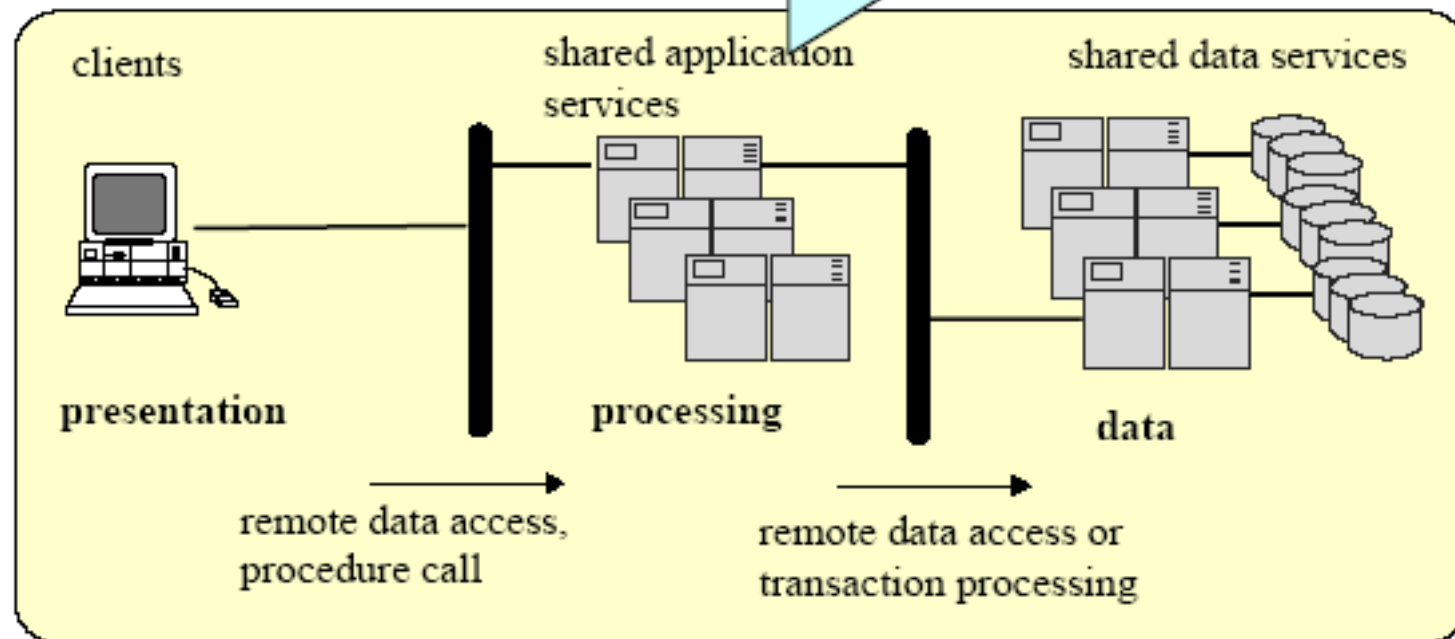 clients
shared application
services
shared data services
presentation
processing
data
remote data access,
procedure call
remote data access or
transaction processing